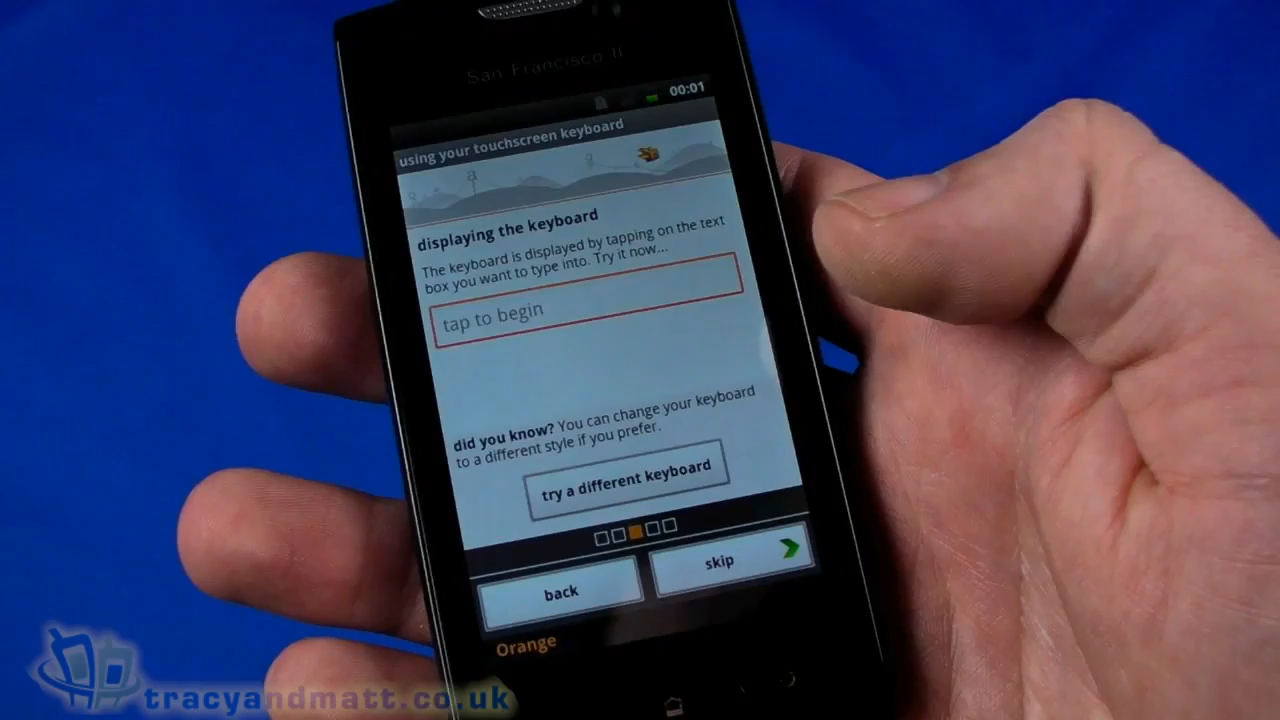 San Francisco II
00:01
using your touchscreen keyboard
a
displaying the keyboard
The keyboard is displayed by tapping on the text
box you want to type into. Try it now...
tap to begin
did you know? You can change your keyboard
to a different style if you prefer.
try a different keyboard
back
skip
Orange
tracyandmatt.co.uk